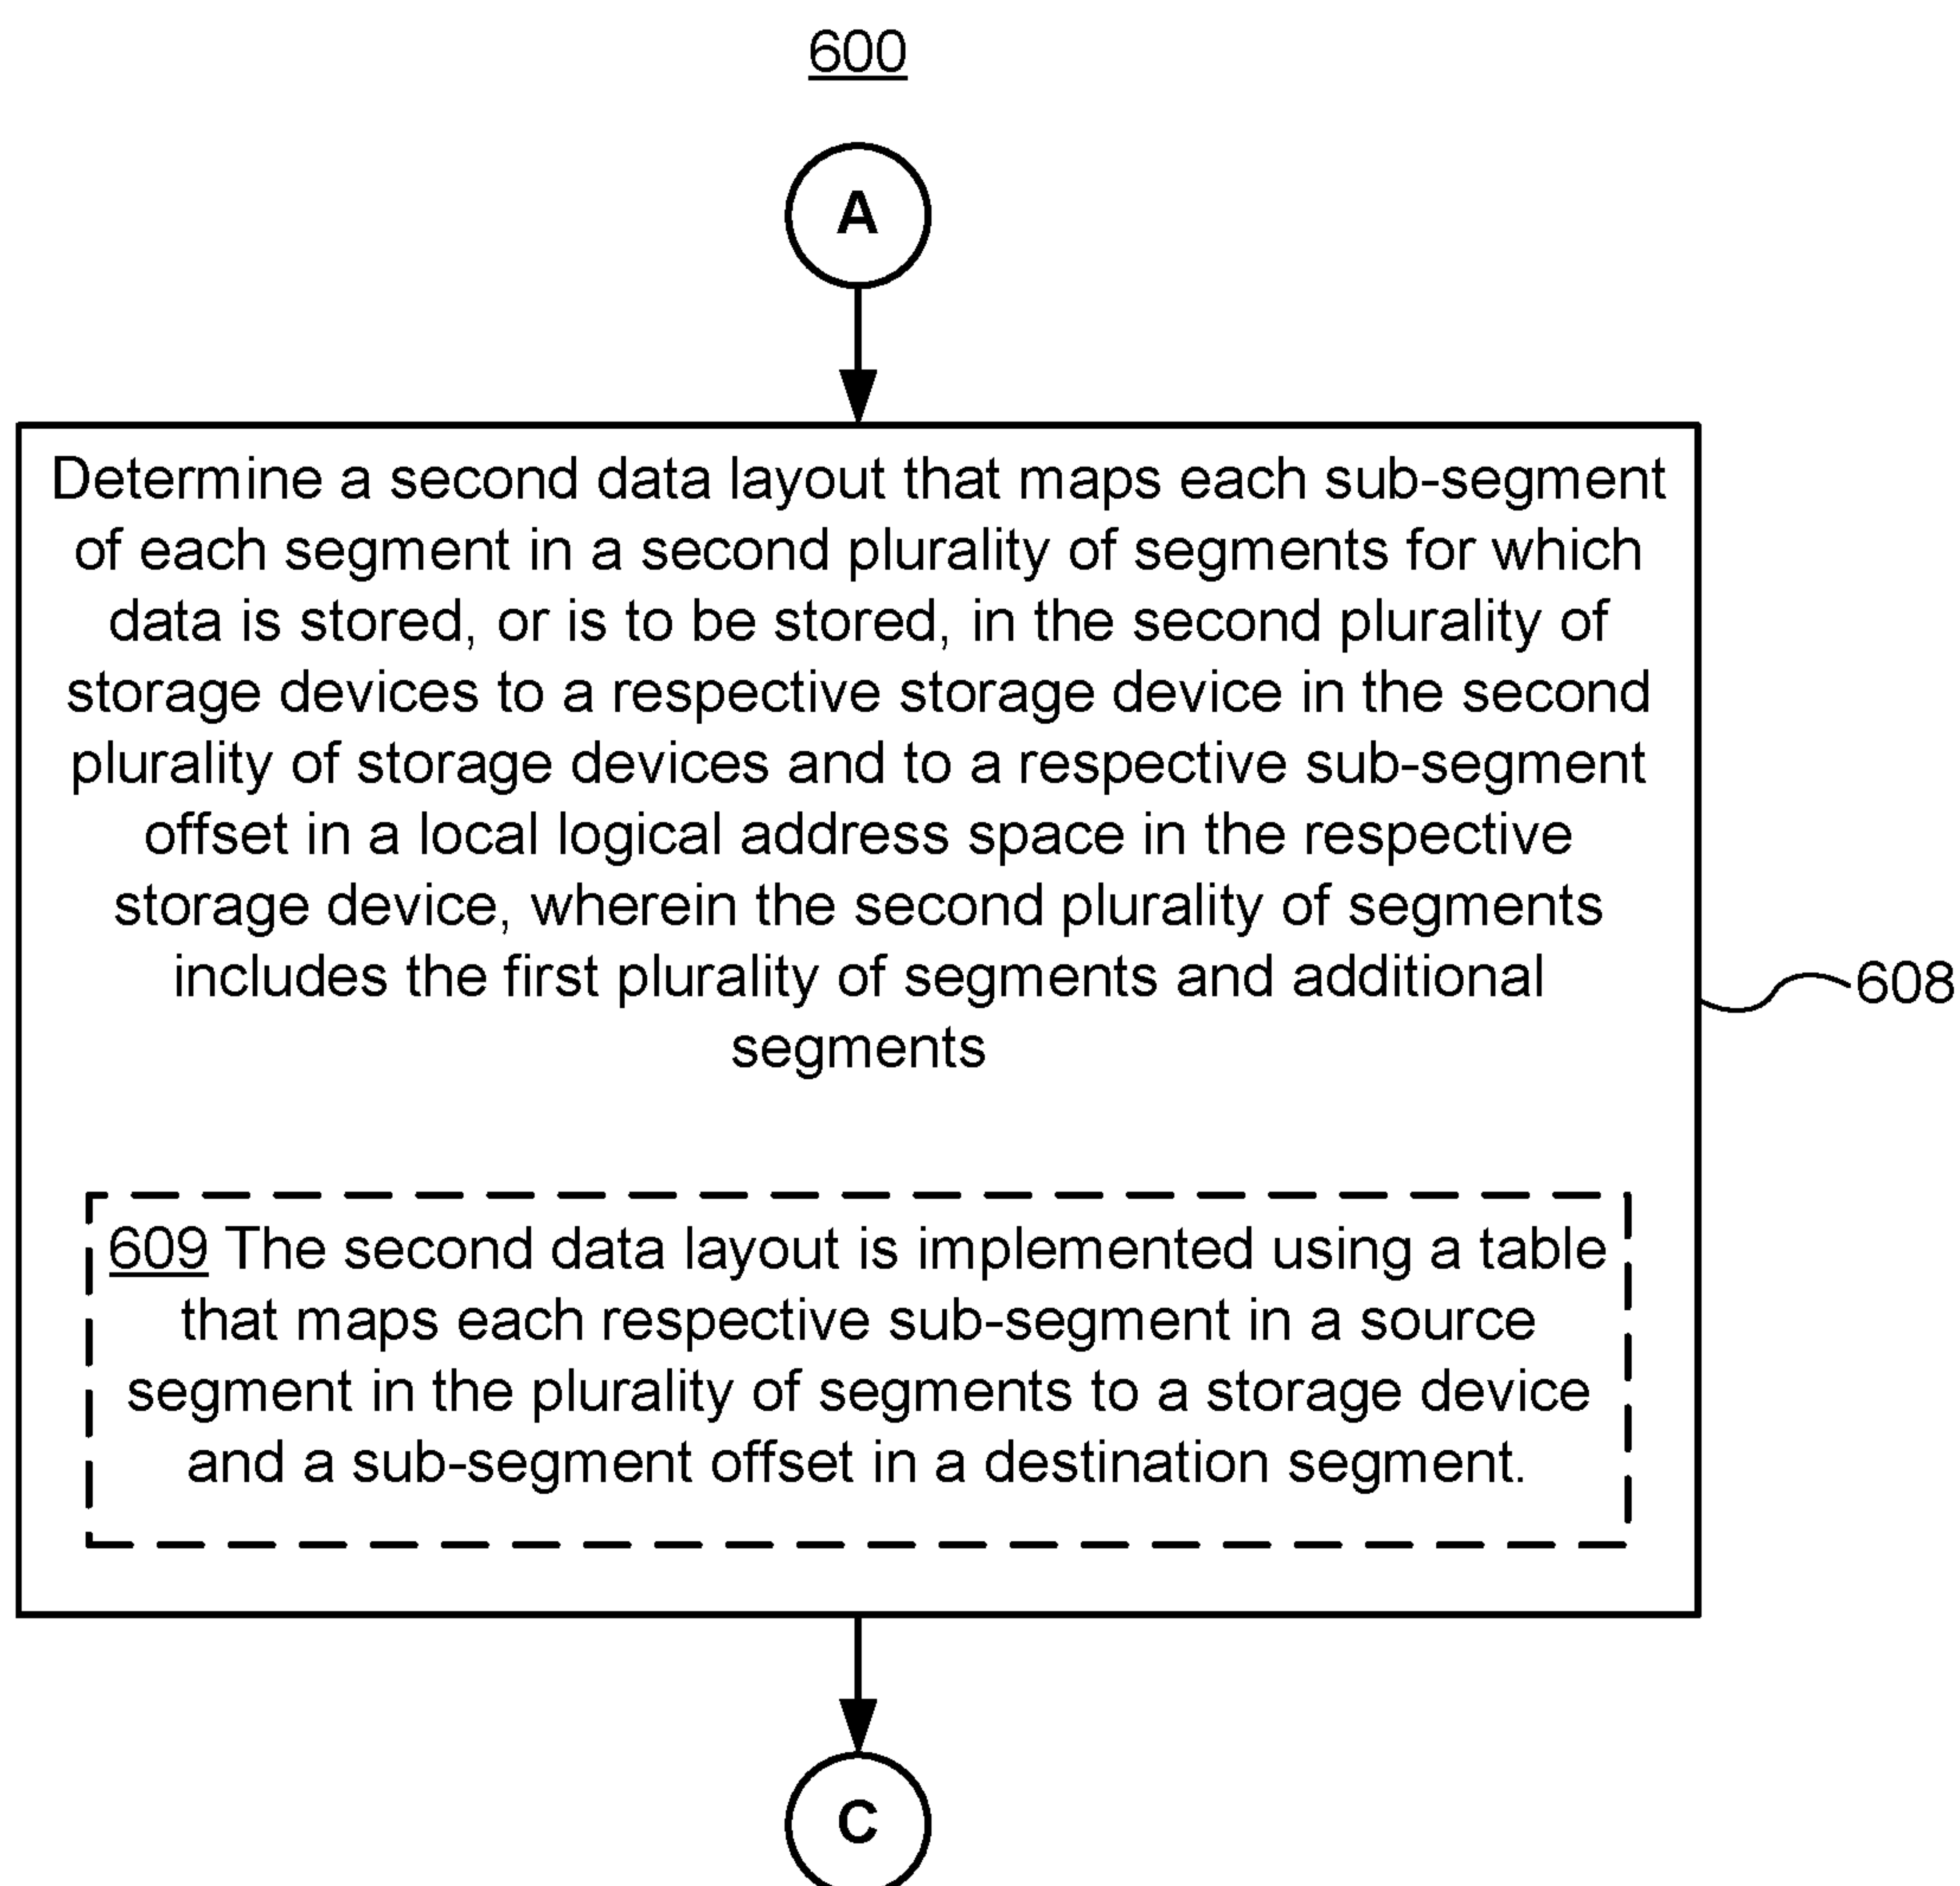 600
A
Determine a second data layout that maps each sub-segment
of each segment in a second plurality of segments for which
data is stored, or is to be stored, in the second plurality of
storage devices to a respective storage device in the second
plurality of storage devices and to a respective sub-segment
offset in a local logical address space in the respective
storage device, wherein the second plurality of segments
includes the first plurality of segments and additional
segments
608
609 The second data layout is implemented using a table
that maps each respective sub-segment in a source
segment in the plurality of segments to a storage device
and a sub-segment offset in a destination segment.
C